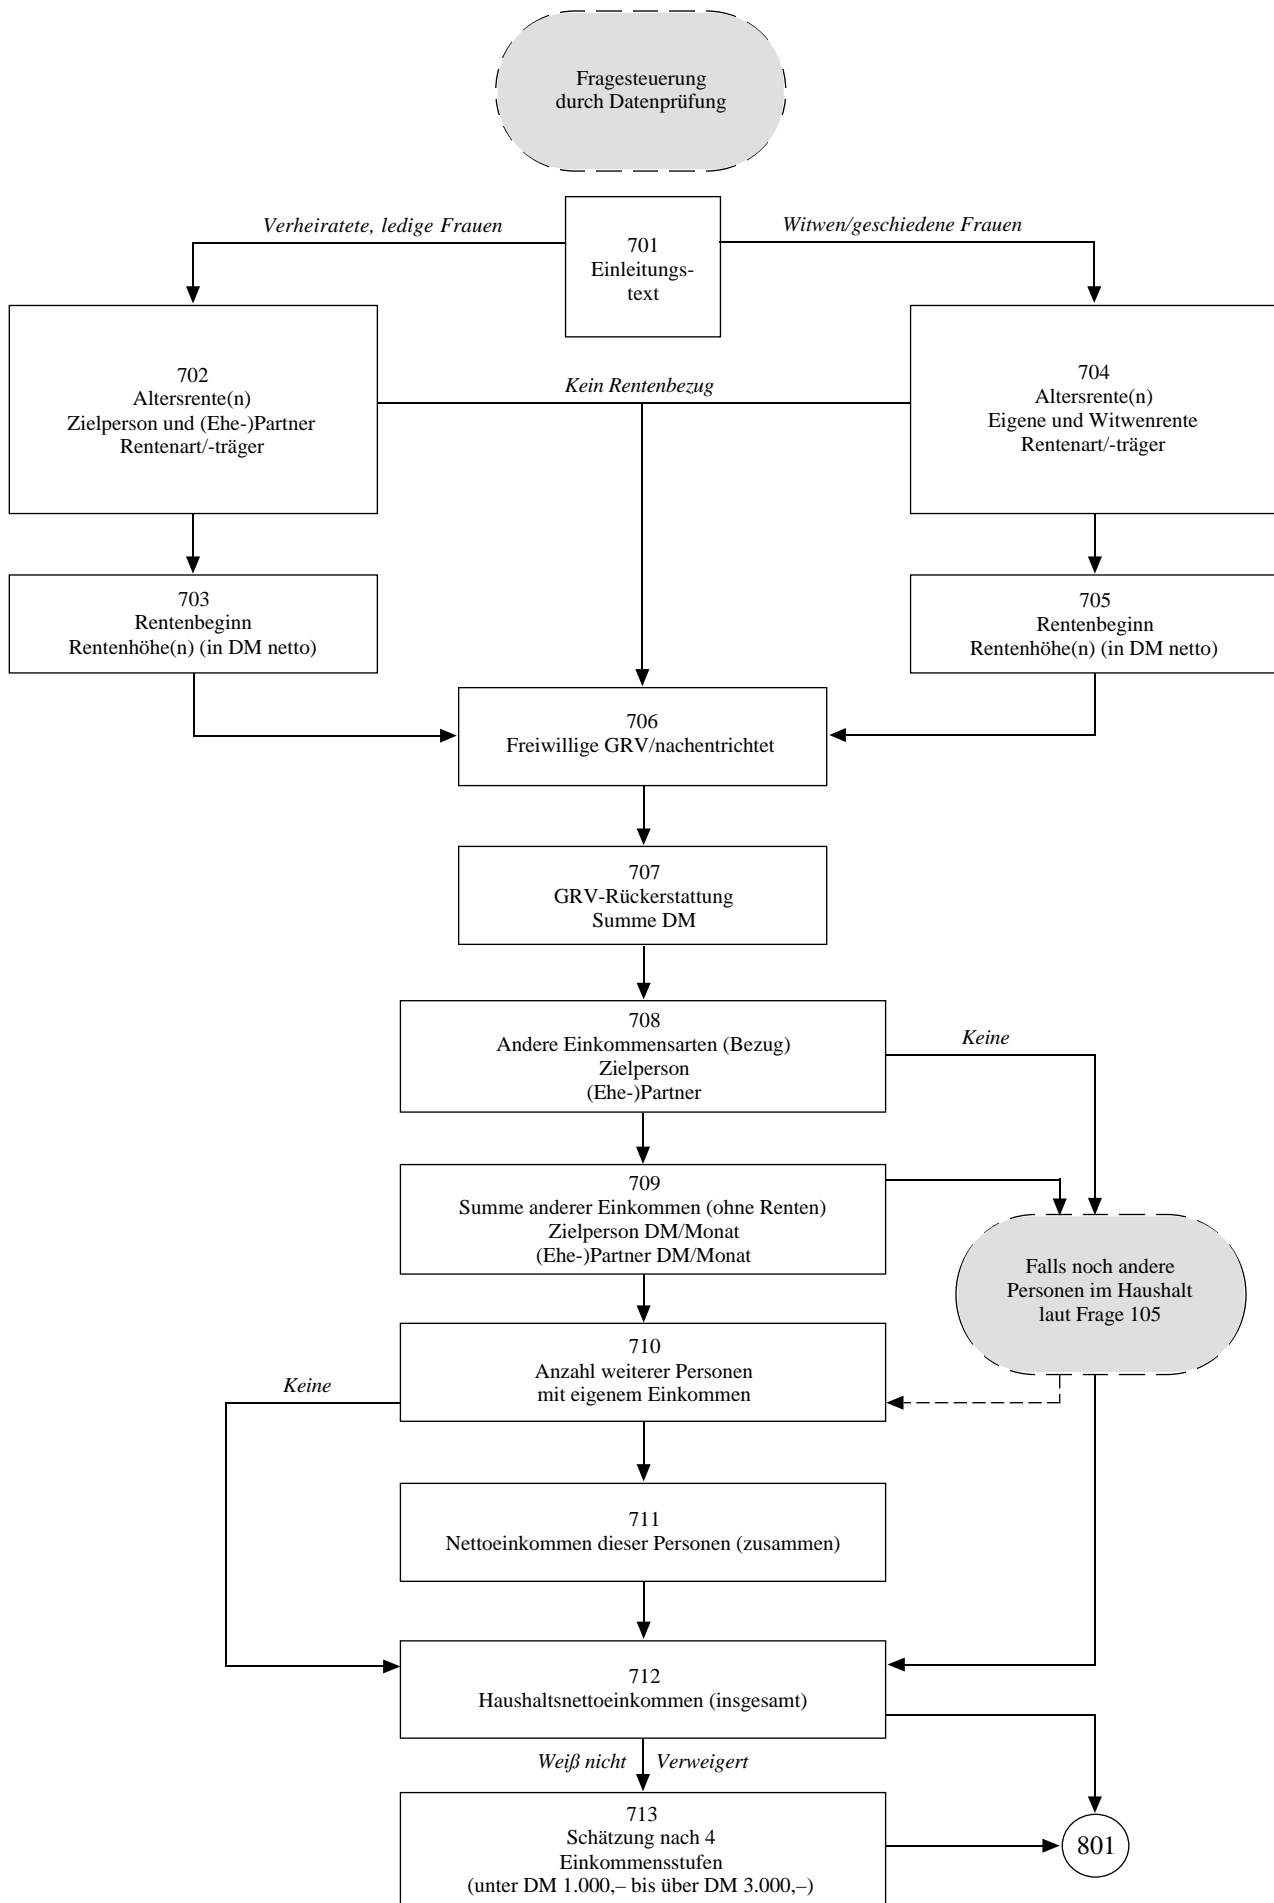 Fragesteuerung
durch Datenprüfung
Verheiratete, ledige Frauen
Witwen/geschiedene Frauen
701
Einleitungs-
text
702
Altersrente(n)
Zielperson und (Ehe-)Partner
Rentenart/-träger
Kein Rentenbezug
704
Altersrente(n)
Eigene und Witwenrente
Rentenart/-träger
703
Rentenbeginn
Rentenhöhe(n) (in DM netto)
705
Rentenbeginn
Rentenhöhe(n) (in DM netto)
706
Freiwillige GRV/nachentrichtet
707
GRV-Rückerstattung
Summe DM
708
Andere Einkommensarten (Bezug)
Zielperson
(Ehe-)Partner
Keine
709
Summe anderer Einkommen (ohne Renten)
Zielperson DM/Monat
(Ehe-)Partner DM/Monat
Falls noch andere
Personen im Haushalt
laut Frage 105
710
Anzahl weiterer Personen
mit eigenem Einkommen
Keine
711
Nettoeinkommen dieser Personen (zusammen)
712
Haushaltsnettoeinkommen (insgesamt)
Weiß nicht
Verweigert
713
Schätzung nach 4
Einkommensstufen
(unter DM 1.000,– bis über DM 3.000,–)
801